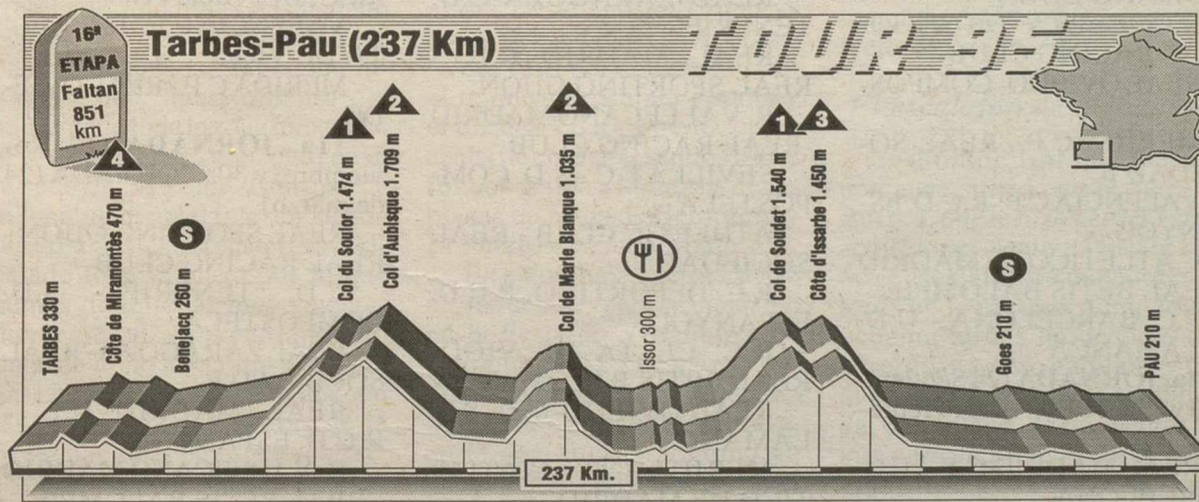 16ª
ETAPA
Faltan
851
km
Tarbes-Pau (237 Km)
TOUR 95
TARBES 330 m
4
Côte de Miramontès 470 m
S
Benejacq 260 m
1
Col du Soulor 1.474 m
2
Col d'Aubisque 1.709 m
2
Col de Marie Blanque 1.035 m
Issor 300 m
1
Col de Soudet 1.540 m
3
Côte d'Issarbe 1.450 m
S
Goes 210 m
PAU 210 m
237 Km.